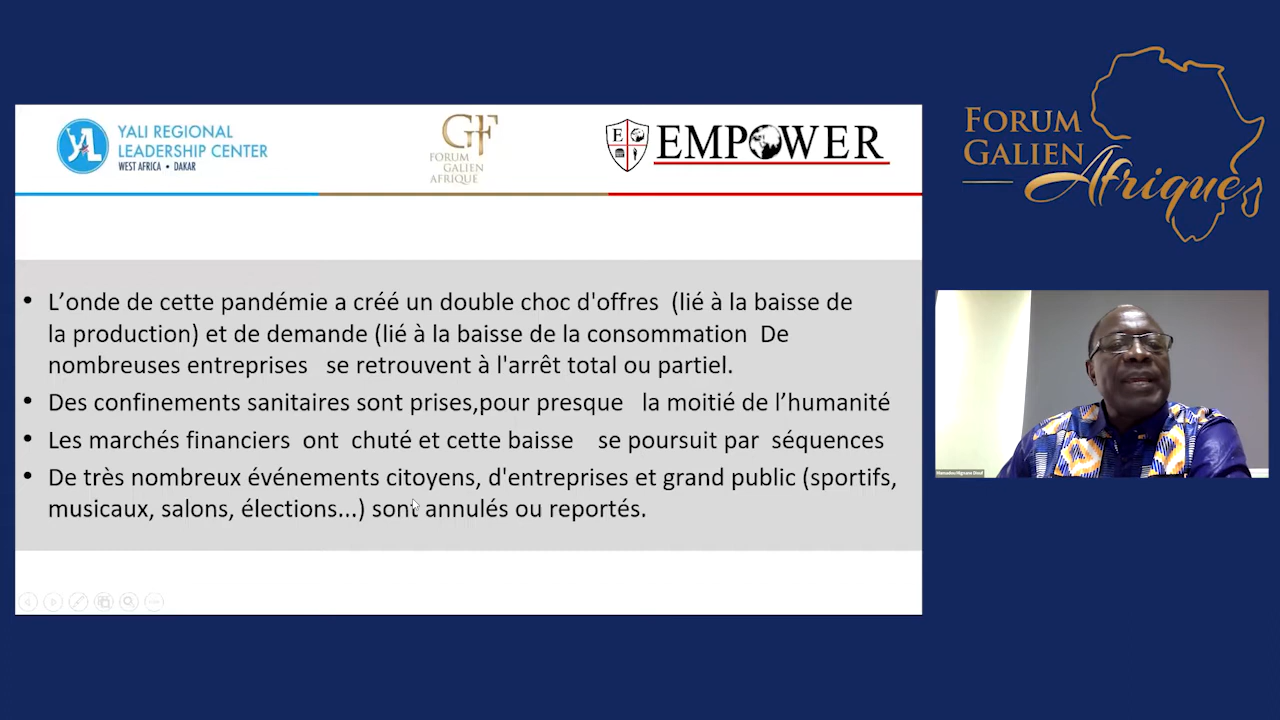 YALI REGIONAL
LEADERSHIP CENTER
WEST AFRICA • DAKAR
GF
FORUM
GALIEN
AFRIQUE
E
EMPOWER
FORUM
GALIEN
Afrique
• L’onde de cette pandémie a créé un double choc d'offres (lié à la baisse de
la production) et de demande (lié à la baisse de la consommation De
nombreuses entreprises se retrouvent à l'arrêt total ou partiel.
• Des confinements sanitaires sont prises,pour presque la moitié de l’humanité
• Les marchés financiers ont chuté et cette baisse se poursuit par séquences
• De très nombreux événements citoyens, d'entreprises et grand public (sportifs,
musicaux, salons, élections...) sont annulés ou reportés.